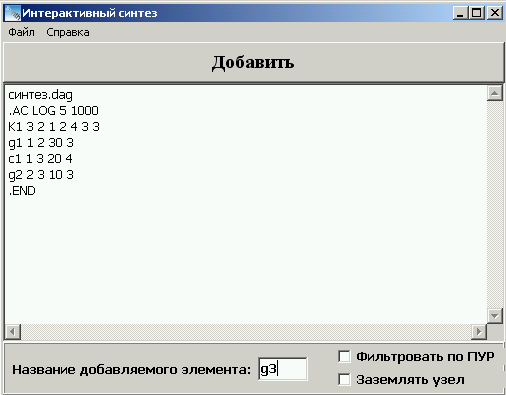 Интерактивный синтез
Файл Справка
Добавить
синтез.dag
.AC LOG 5 1000
K1 3 2 1 2 4 3 3
g1 1 2 30 3
c1 1 3 20 4
g2 2 3 10 3
.END
Название добавляемого элемента: g3
Фильтровать по ПУР
Заземлять узел